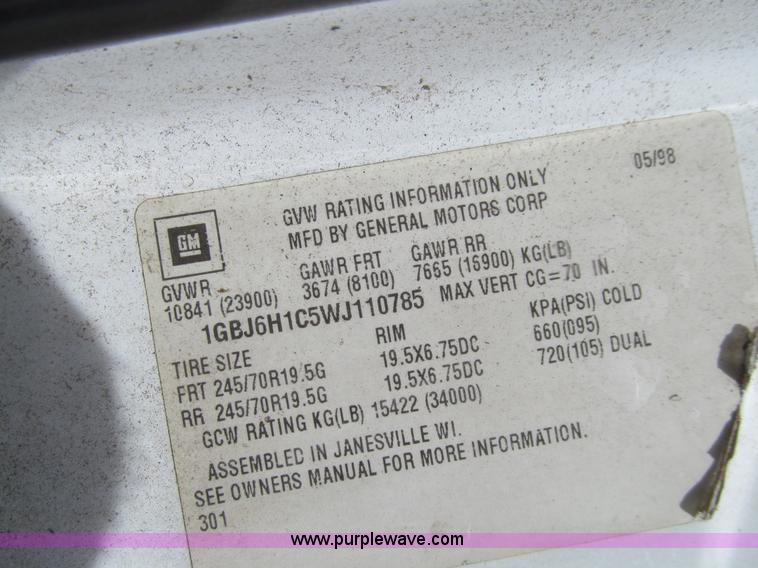 05/98
GM
GVW RATING INFORMATION ONLY
MFD BY GENERAL MOTORS CORP
GVWR GAWR FRT GAWR RR
10841 (23900) 3674 (8100) 7665 (16900) KG(LB)
1GBJ6H1C5WJ110785 MAX VERT CG=70 IN.
TIRE SIZE RIM KPA(PSI) COLD
FRT 245/70R19.5G 19.5X6.75DC 660(095)
RR 245/70R19.5G 19.5X6.75DC 720(105) DUAL
GCW RATING KG(LB) 15422 (34000)
ASSEMBLED IN JANESVILLE WI.
SEE OWNERS MANUAL FOR MORE INFORMATION.
301
www.purplewave.com